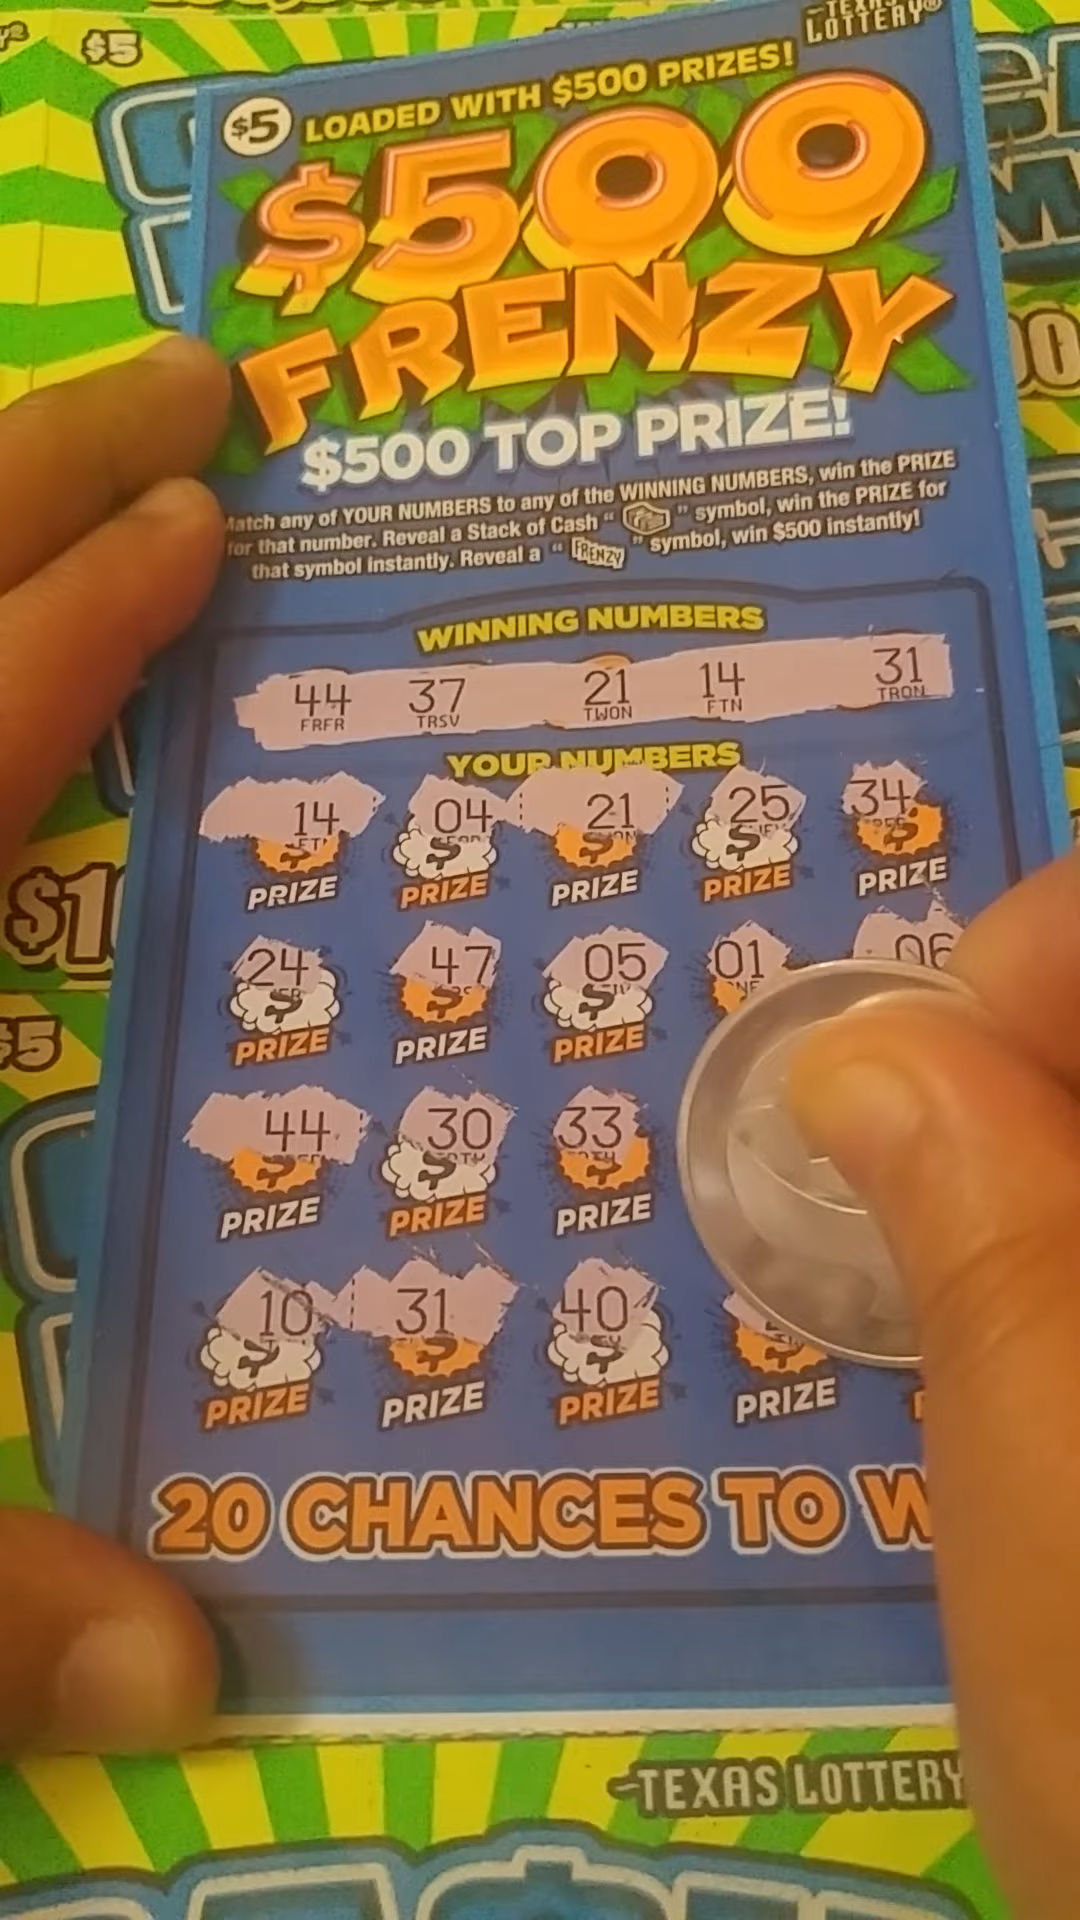 $5
TEXAS
LOTTERY®
$5 LOADED WITH $500 PRIZES!
$500
FRENZY
$500 TOP PRIZE!
Match any of YOUR NUMBERS to any of the WINNING NUMBERS, win the PRIZE
for that number. Reveal a Stack of Cash " " symbol, win the PRIZE for
that symbol instantly. Reveal a " FRENZY " symbol, win $500 instantly!
WINNING NUMBERS
44 37 21 14 31
FRFR TRSV TWON FTN TRON
YOUR NUMBERS
14 04 21 25 34
PRIZE PRIZE PRIZE PRIZE PRIZE
24 47 05 01 06
PRIZE PRIZE PRIZE
$5
44 30 33
PRIZE PRIZE PRIZE
10 31 40
PRIZE PRIZE PRIZE PRIZE
20 CHANCES TO
TEXAS LOTTERY